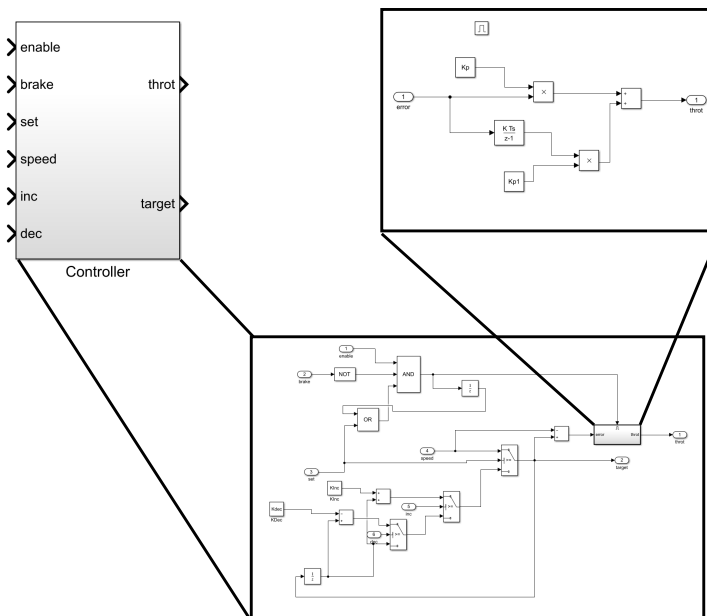 enable
brake
set
speed
inc
dec
throt
target
Controller
Kp
×
+
+
1
error
1
throt
K Ts
z-1
×
Kp1
1
enable
2
brake
NOT
AND
1
z
OR
3
set
4
speed
-
+
error
throt
1
throt
2
target
>=
KInc
KInc
+
+
5
inc
>=
Kdec
KDec
-
+
6
dec
>=
1
z